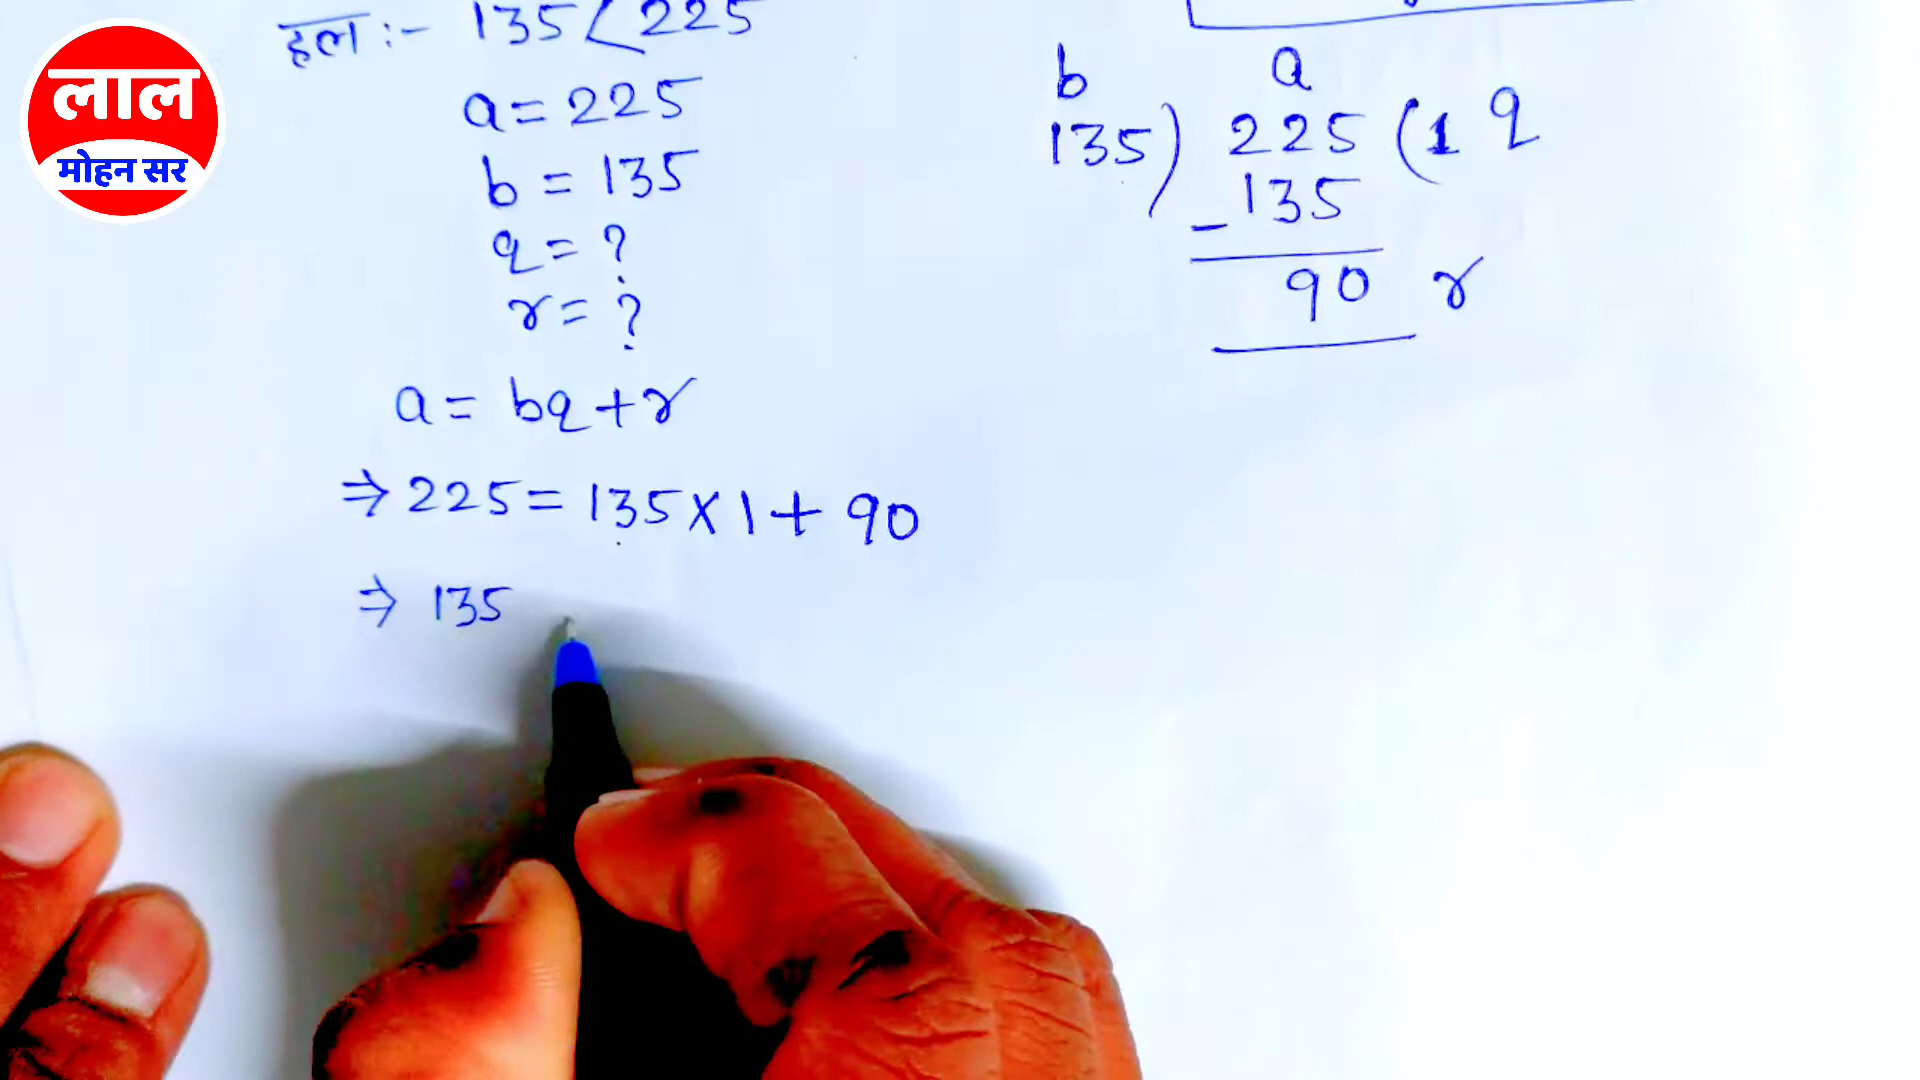 लाल
मोहन सर
हल :- 135 < 225
a = 225
b = 135
q = ?
r = ?
a = bq + r
⇒ 225 = 135 × 1 + 90
⇒ 135
b a
135 ) 225 ( 1 q
- 135
90 r